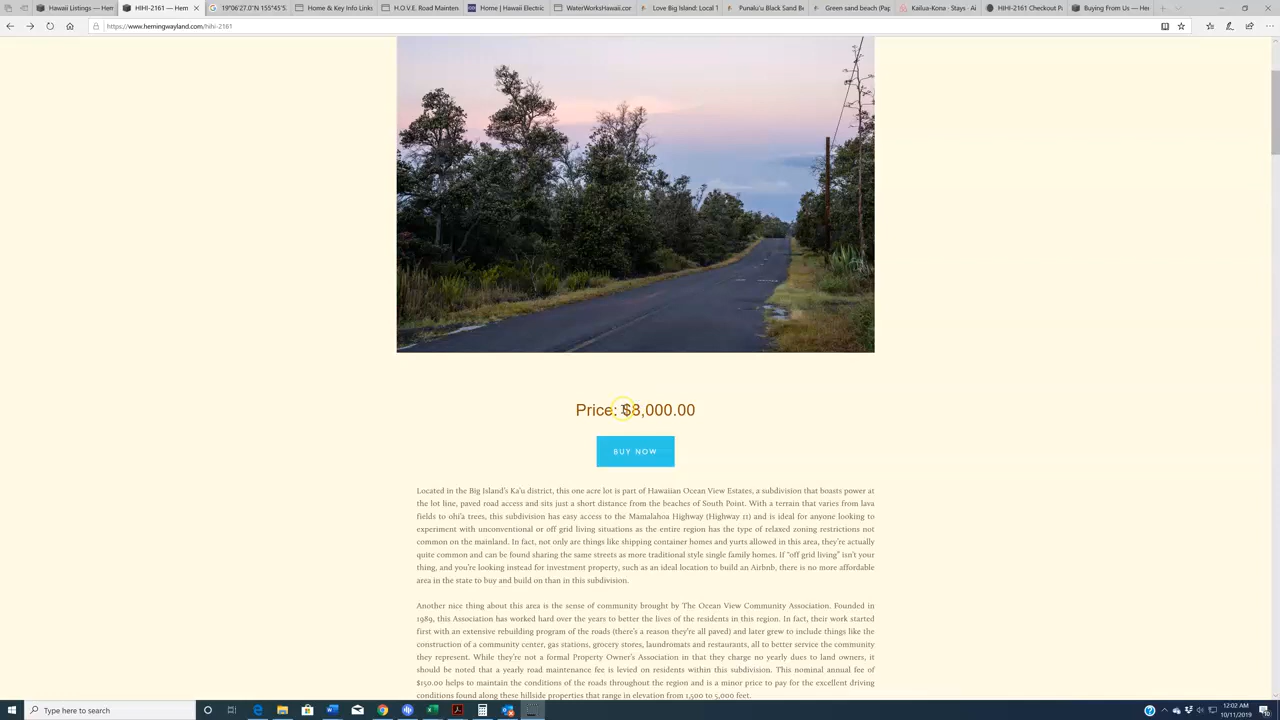 Hawaii Listings — Herr
HIHI-2161 — Hem
19°06'27.0"N 155°45'5.
Home & Key Info Links
H.O.V.E. Road Mainten
Home | Hawaii Electric
WaterWorksHawaii.com
Love Big Island: Local T
Punalu'u Black Sand Be
Green sand beach (Pap
Kailua-Kona · Stays · Ai
HIHI-2161 Checkout Pa
Buying From Us — Her
https://www.hemingwayland.com/hihi-2161
Price: $8,000.00
BUY NOW
Located in the Big Island's Ka'u district, this one acre lot is part of Hawaiian Ocean View Estates, a subdivision that boasts power at
the lot line, paved road access and sits just a short distance from the beaches of South Point. With a terrain that varies from lava
fields to ohi'a trees, this subdivision has easy access to the Mamalahoa Highway (Highway 11) and is ideal for anyone looking to
experiment with unconventional or off grid living situations as the entire region has the type of relaxed zoning restrictions not
common on the mainland. In fact, not only are things like shipping container homes and yurts allowed in this area, they're actually
quite common and can be found sharing the same streets as more traditional style single family homes. If "off grid living" isn't your
thing, and you're looking instead for investment property, such as an ideal location to build an Airbnb, there is no more affordable
area in the state to buy and build on than in this subdivision.
Another nice thing about this area is the sense of community brought by The Ocean View Community Association. Founded in
1989, this Association has worked hard over the years to better the lives of the residents in this region. In fact, their work started
first with an extensive rebuilding program of the roads (there's a reason they're all paved) and later grew to include things like the
construction of a community center, gas stations, grocery stores, laundromats and restaurants, all to better service the community
they represent. While they're not a formal Property Owner's Association in that they charge no yearly dues to land owners, it
should be noted that a yearly road maintenance fee is levied on residents within this subdivision. This nominal annual fee of
$150.00 helps to maintain the conditions of the roads throughout the region and is a minor price to pay for the excellent driving
conditions found along these hillside properties that range in elevation from 1,500 to 5,000 feet.
Type here to search
12:02 AM
10/11/2019